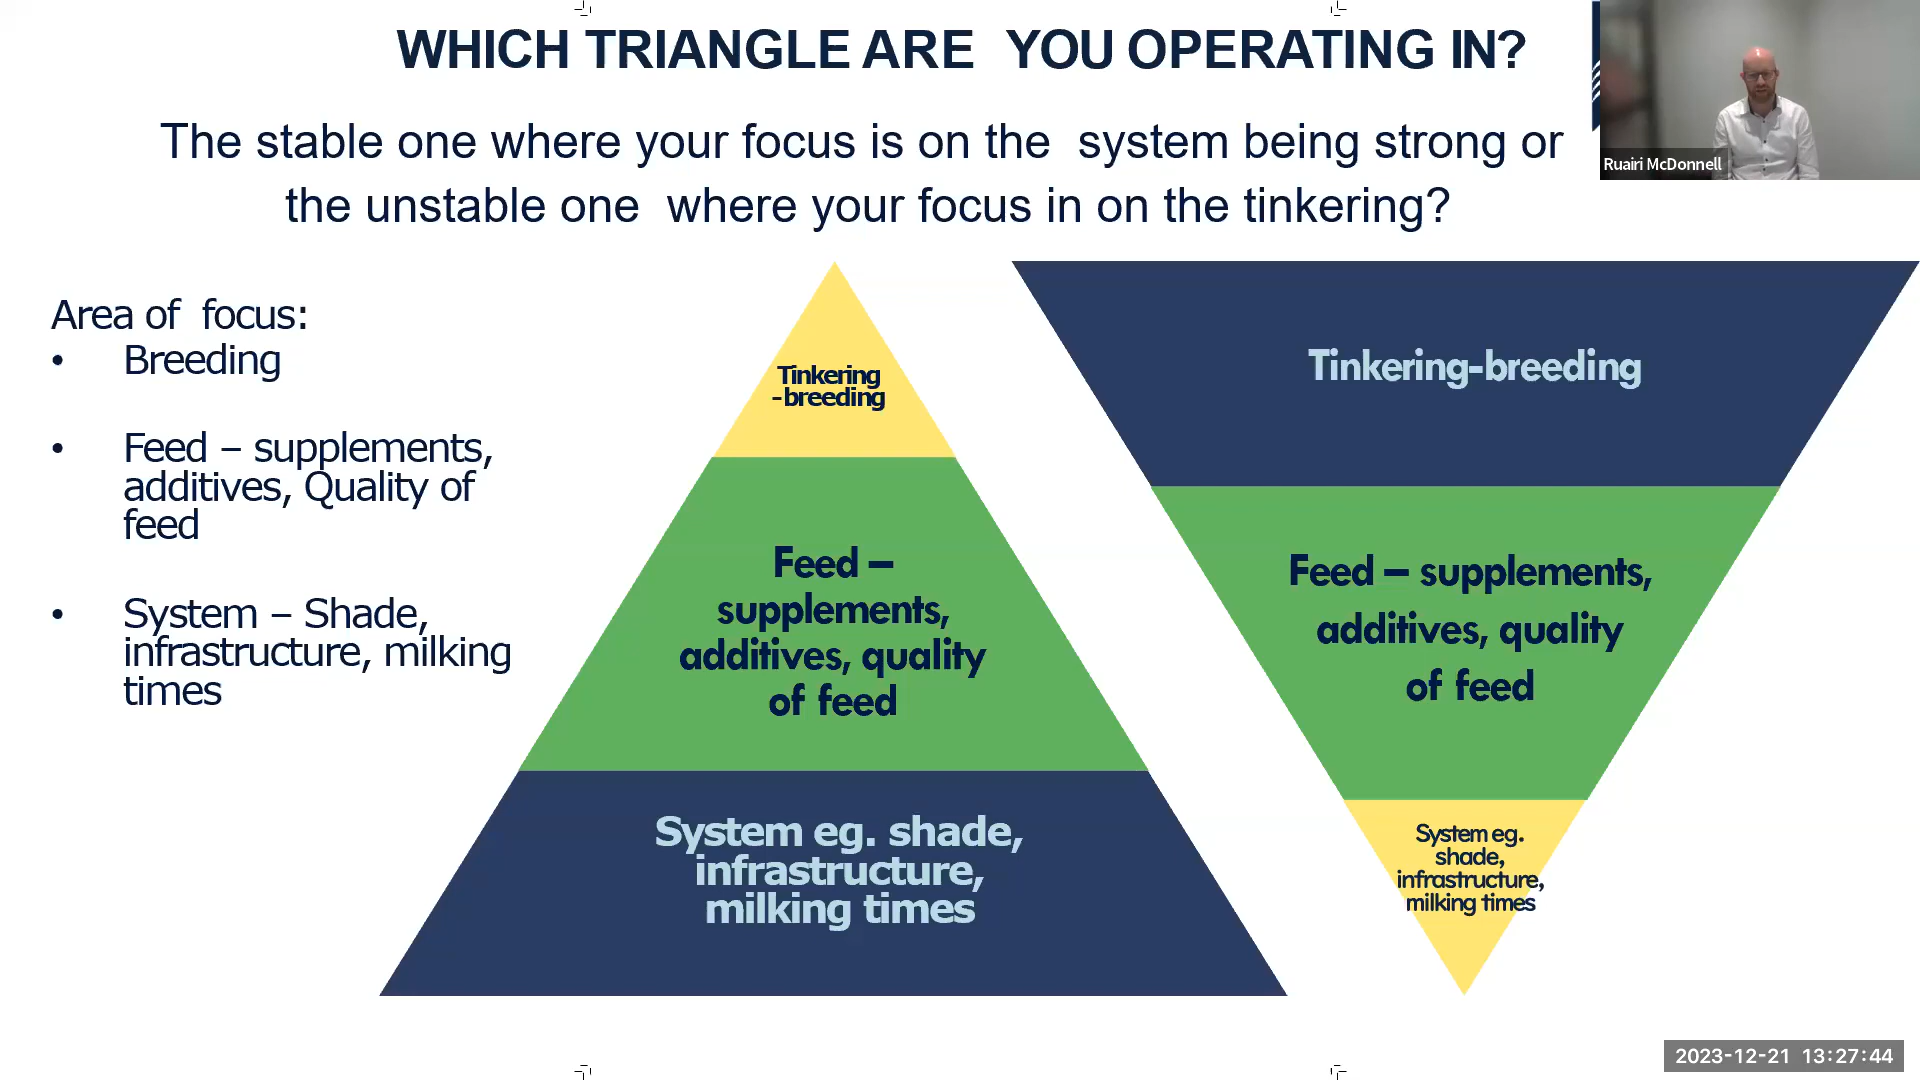 WHICH TRIANGLE ARE YOU OPERATING IN?
The stable one where your focus is on the system being strong or
the unstable one where your focus in on the tinkering?
Ruairi McDonnell
Area of focus:
• Breeding
• Feed – supplements,
additives, Quality of
feed
• System – Shade,
infrastructure, milking
times
Tinkering
-breeding
Feed –
supplements,
additives, quality
of feed
System eg. shade,
infrastructure,
milking times
Tinkering-breeding
Feed – supplements,
additives, quality
of feed
System eg.
shade,
infrastructure,
milking times
2023-12-21 13:27:44